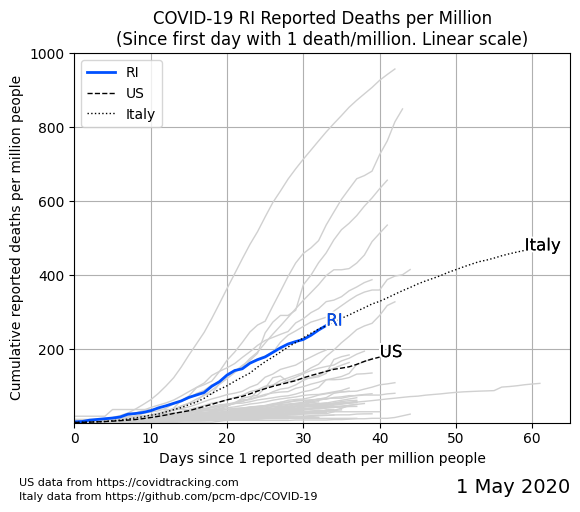 COVID-19 RI Reported Deaths per Million
(Since first day with 1 death/million. Linear scale)
Cumulative reported deaths per million people
1000
800
600
400
200
RI
US
Italy
Italy
RI
US
0
10
20
30
40
50
60
Days since 1 reported death per million people
US data from https://covidtracking.com
Italy data from https://github.com/pcm-dpc/COVID-19
1 May 2020